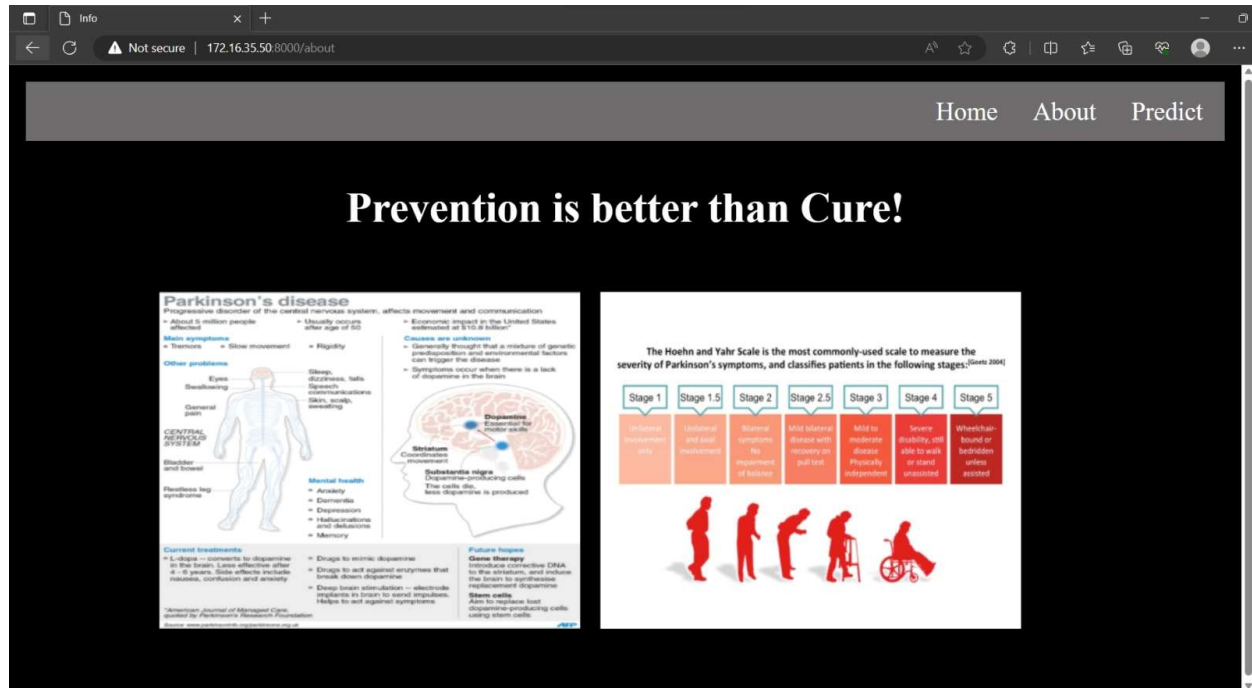 Info
Not secure | 172.16.35.50:8000/about
Home About Predict
Prevention is better than Cure!
Parkinson's disease
Progressive disorder of the central nervous system, affects movement and communication
About 5 million people
affected
Usually occurs
after age of 50
Economic impact in the United States
estimated at $10.8 billion*
Main symptoms
Tremors
Slow movement
Rigidity
Causes are unknown
Generally thought that a mixture of genetic
predisposition and environmental factors
can trigger the disease
Symptoms occur when there is a lack
of dopamine in the brain
Other problems
Eyes
Swallowing
General
pain
CENTRAL
NERVOUS
SYSTEM
Bladder
and bowel
Restless leg
syndrome
Sleep,
dizziness, falls
Speech
communications
Skin, scalp,
sweating
Dopamine
Essential for
motor skills
Striatum
Coordinates
movement
Substantia nigra
Dopamine-producing cells
The cells die,
less dopamine is produced
Mental health
Anxiety
Dementia
Depression
Hallucinations
and delusions
Memory
Current treatments
L-dopa -- converts to dopamine
in the brain. Less effective after
4 - 6 years. Side effects include
nausea, confusion and anxiety
Drugs to mimic dopamine
Drugs to act against enzymes that
break down dopamine
Deep brain stimulation -- electrode
implants in brain to send impulses.
Helps to act against symptoms
Future hopes
Gene therapy
Introduce corrective DNA
to the striatum, and induce
the brain to synthesise
replacement dopamine
Stem cells
Aim to replace lost
dopamine-producing cells
using stem cells
*American Journal of Managed Care,
quoted by Parkinson's Research Foundation
AFP
The Hoehn and Yahr Scale is the most commonly-used scale to measure the
severity of Parkinson's symptoms, and classifies patients in the following stages:[Goetz 2004]
Stage 1 Stage 1.5 Stage 2 Stage 2.5 Stage 3 Stage 4 Stage 5
Unilateral
involvement
only
Unilateral
and axial
involvement
Bilateral
symptoms
No
impairment
of balance
Mild bilateral
disease with
recovery on
pull test
Mild to
moderate
disease
Physically
independent
Severe
disability, still
able to walk
or stand
unassisted
Wheelchair-
bound or
bedridden
unless
assisted